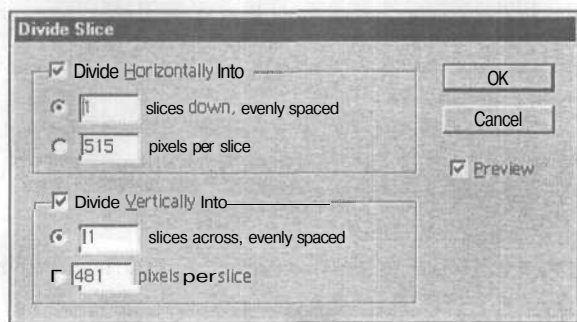 Divide Slice
Divide Horizontally Into
1 slices down, evenly spaced
515 pixels per slice
Divide Vertically Into
1 slices across, evenly spaced
481 pixels per slice
OK
Cancel
Preview